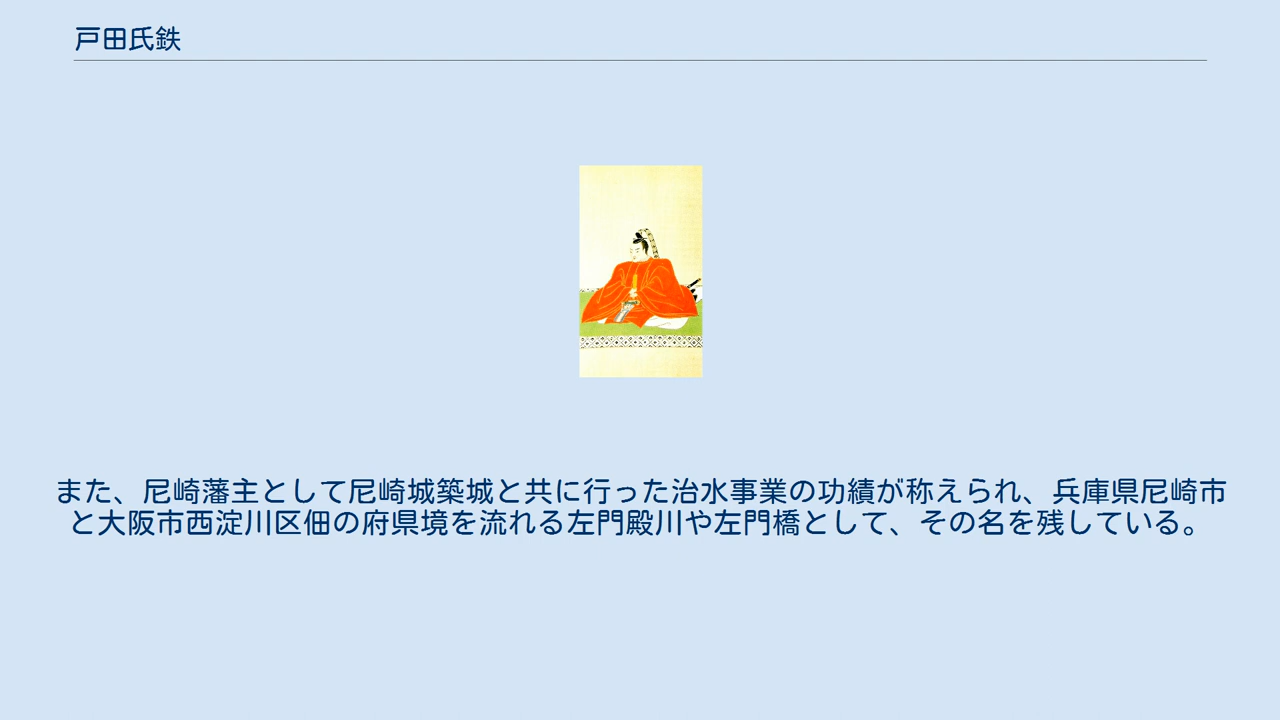 戸田氏鉄
また、尼崎藩主として尼崎城築城と共に行った治水事業の功績が称えられ、兵庫県尼崎市
と大阪市西淀川区佃の府県境を流れる左門殿川や左門橋として、その名を残している。